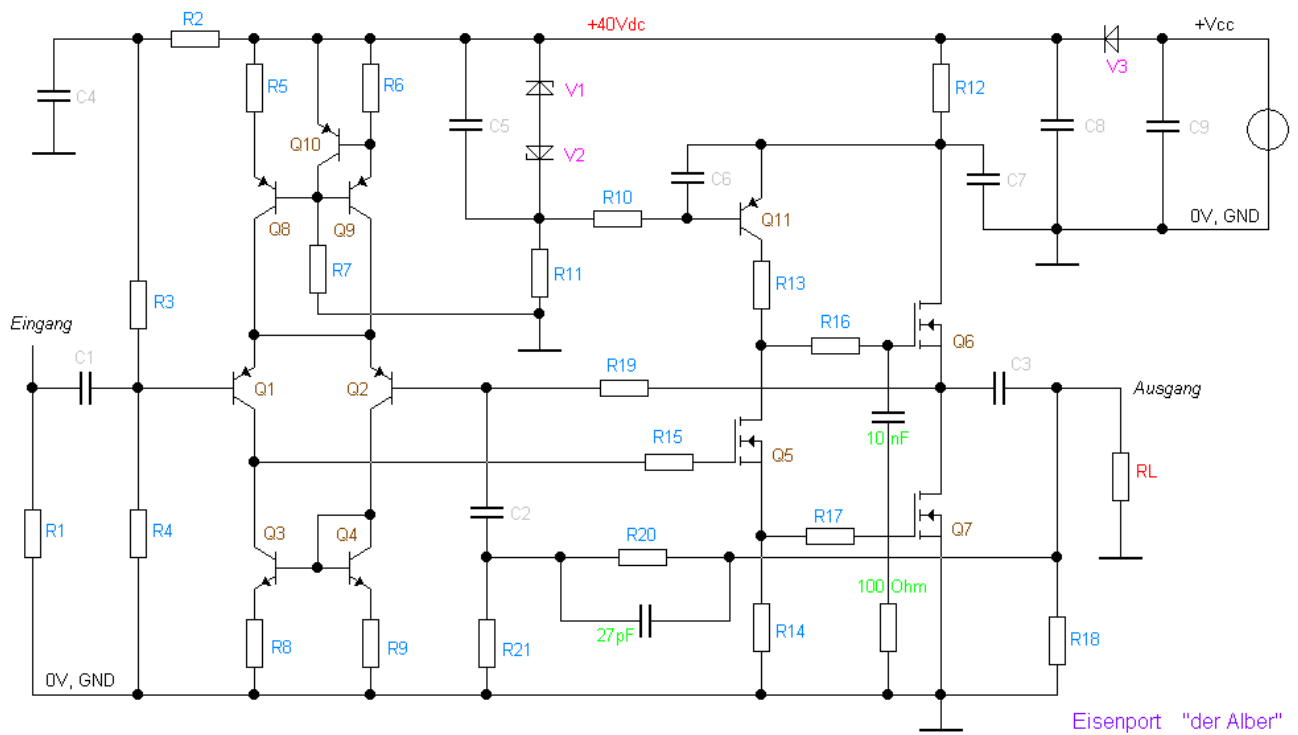 R2
+40Vdc
+Vcc
V3
R5
R6
V1
R12
C4
C5
C8
C9
Q10
V2
C6
C7
R10
Q8
Q9
Q11
0V, GND
R7
R11
R13
R3
Eingang
R16
C1
Q6
R19
C3
Q1
Q2
Ausgang
R15
10 nF
Q5
RL
C2
R17
Q7
R1
R4
Q3
Q4
R20
100 Ohm
27pF
R14
R18
R8
R9
R21
0V, GND
Eisenport "der Alber"